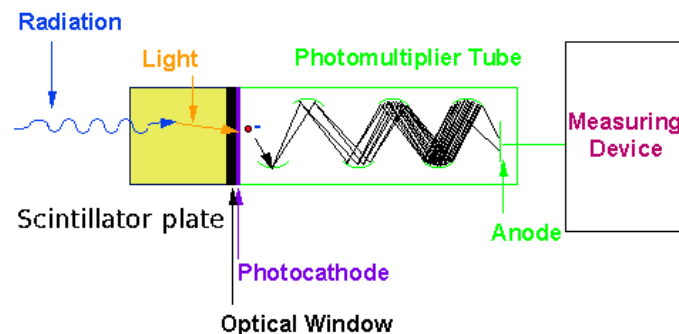 Radiation
Light
Photomultiplier Tube
-
Measuring
Device
Scintillator plate
Anode
Photocathode
Optical Window